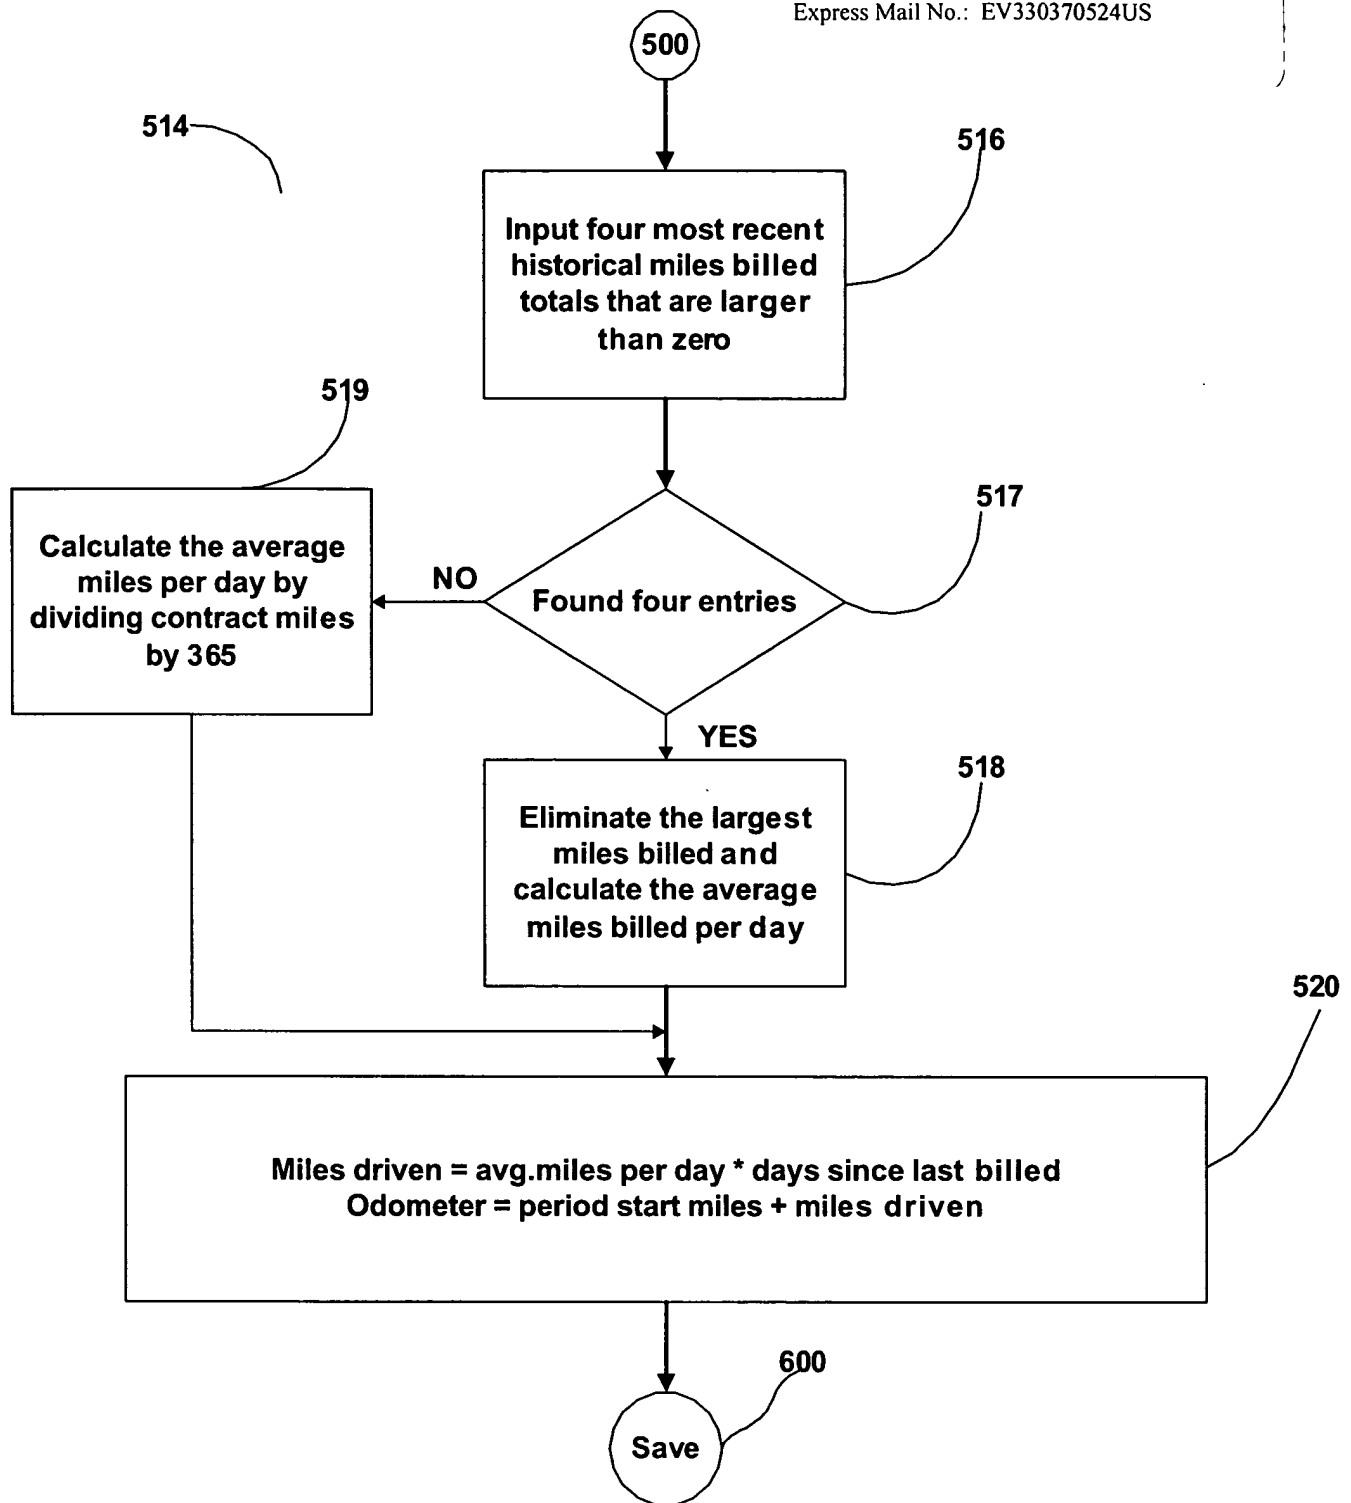 Express Mail No.: EV330370524US
500
514
516
Input four most recent
historical miles billed
totals that are larger
than zero
519
517
Calculate the average
miles per day by
dividing contract miles
by 365
NO
Found four entries
YES
518
Eliminate the largest
miles billed and
calculate the average
miles billed per day
520
Miles driven = avg.miles per day * days since last billed
Odometer = period start miles + miles driven
600
Save